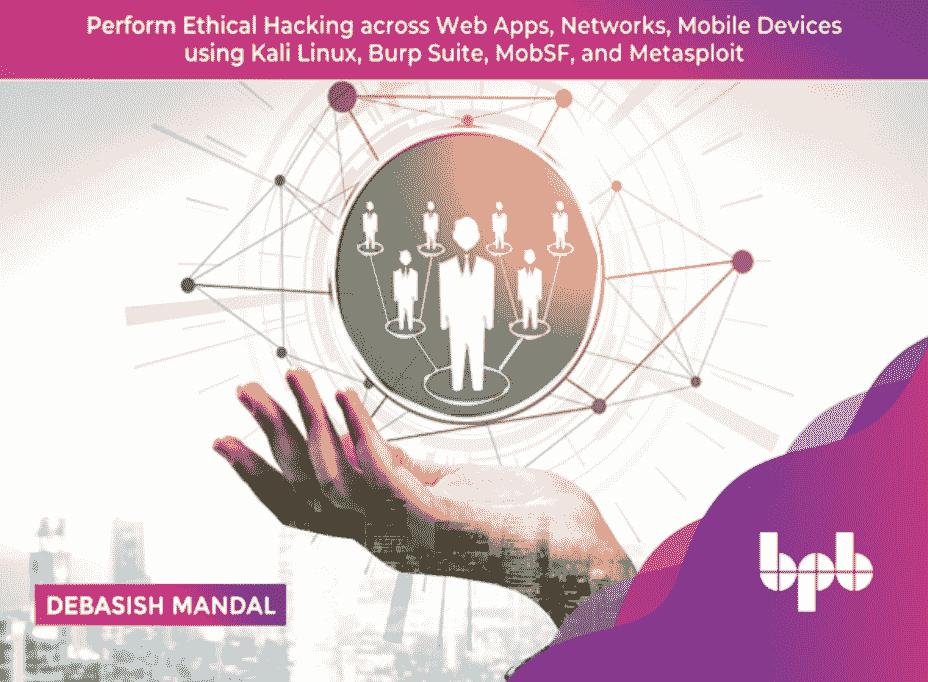 Perform Ethical Hacking across Web Apps, Networks, Mobile Devices
using Kali Linux, Burp Suite, MobSF, and Metasploit
DEBASISH MANDAL
bpb